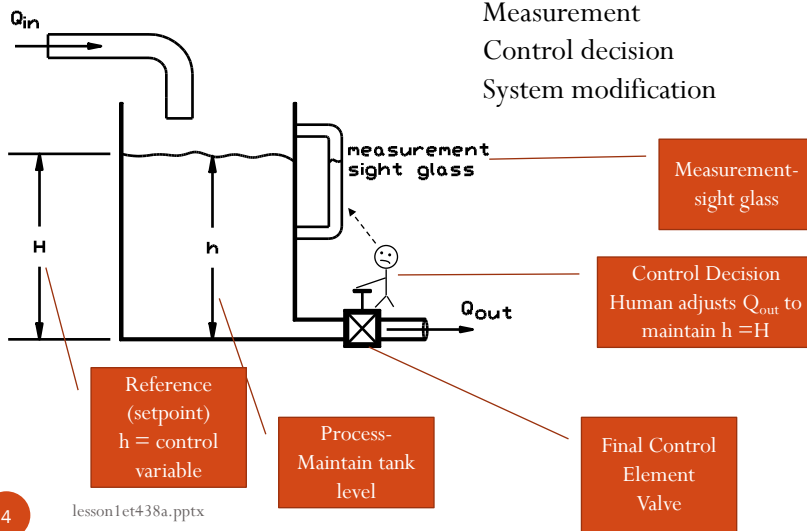 Measurement
Control decision
System modification
Qin
measurement
sight glass
Measurement-
sight glass
H
h
Control Decision
Human adjusts Qout to
maintain h =H
Qout
Reference
(setpoint)
h = control
variable
Process-
Maintain tank
level
Final Control
Element
Valve
4
lesson1et438a.pptx